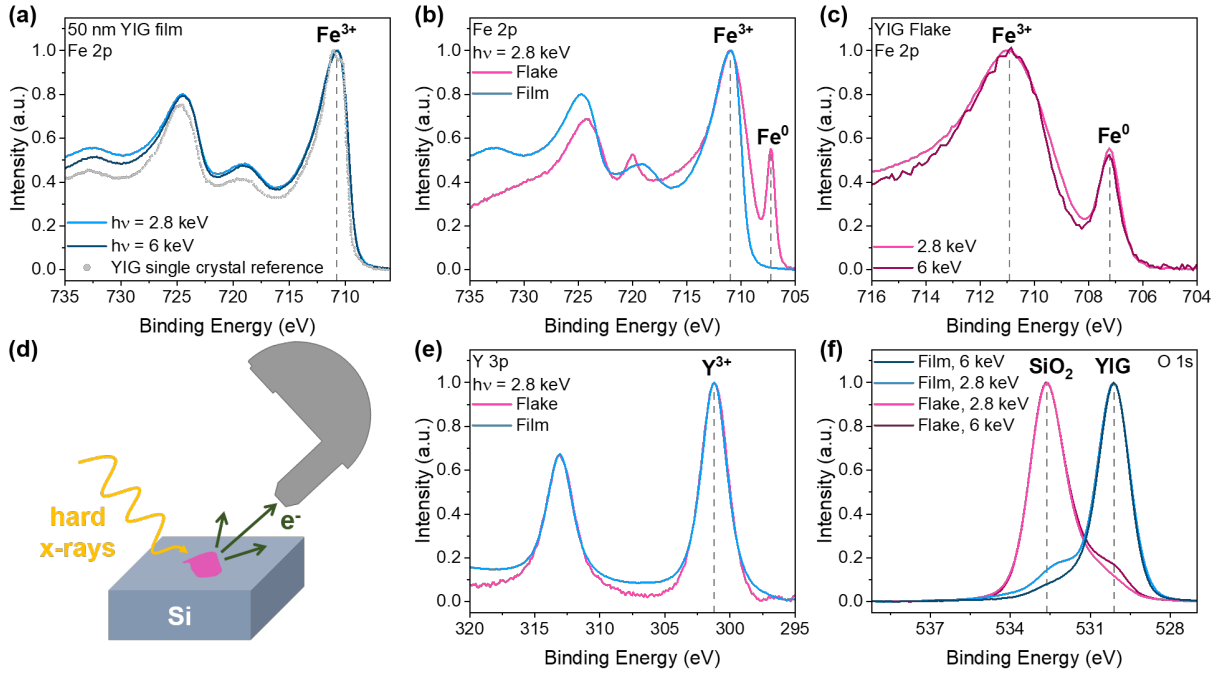 (a)
50 nm YIG film
Fe 2p
Fe³⁺
Intensity (a.u.)
1.0
0.8
0.6
0.4
0.2
0.0
hν = 2.8 keV
hν = 6 keV
YIG single crystal reference
735 730 725 720 715 710
Binding Energy (eV)
(b)
Fe 2p
hν = 2.8 keV
Flake
Film
Fe³⁺
Fe⁰
Intensity (a.u.)
1.0
0.8
0.6
0.4
0.2
0.0
735 730 725 720 715 710 705
Binding Energy (eV)
(c)
YIG Flake
Fe 2p
Fe³⁺
Fe⁰
Intensity (a.u.)
1.0
0.8
0.6
0.4
0.2
0.0
2.8 keV
6 keV
716 714 712 710 708 706 704
Binding Energy (eV)
(d)
hard
x-rays
e⁻
Si
(e)
Y 3p
hν = 2.8 keV
Flake
Film
Y³⁺
Intensity (a.u.)
1.0
0.8
0.6
0.4
0.2
0.0
320 315 310 305 300 295
Binding Energy (eV)
(f)
Film, 6 keV
Film, 2.8 keV
Flake, 2.8 keV
Flake, 6 keV
SiO₂
YIG
O 1s
Intensity (a.u.)
1.0
0.8
0.6
0.4
0.2
0.0
537 534 531 528
Binding Energy (eV)